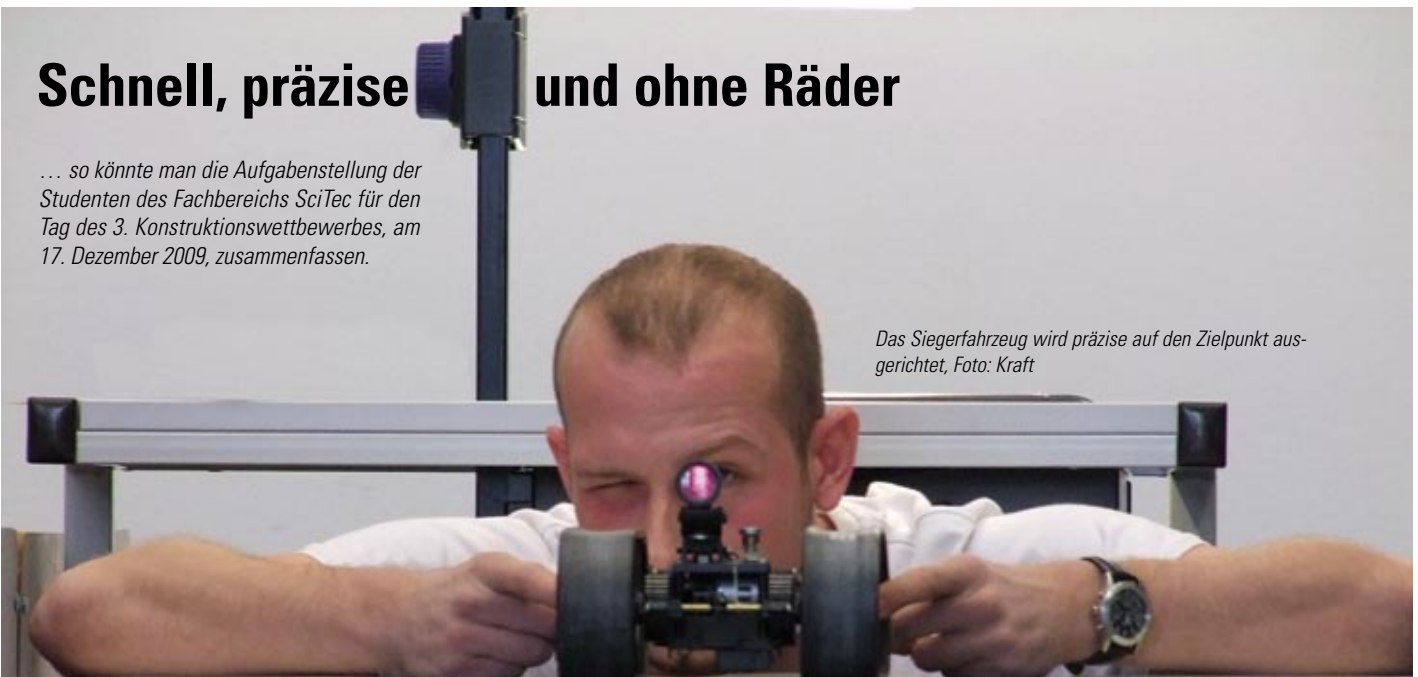 Schnell, präzise und ohne Räder
… so könnte man die Aufgabenstellung der
Studenten des Fachbereichs SciTec für den
Tag des 3. Konstruktionswettbewerbes, am
17. Dezember 2009, zusammenfassen.
Das Siegerfahrzeug wird präzise auf den Zielpunkt aus-
gerichtet, Foto: Kraft